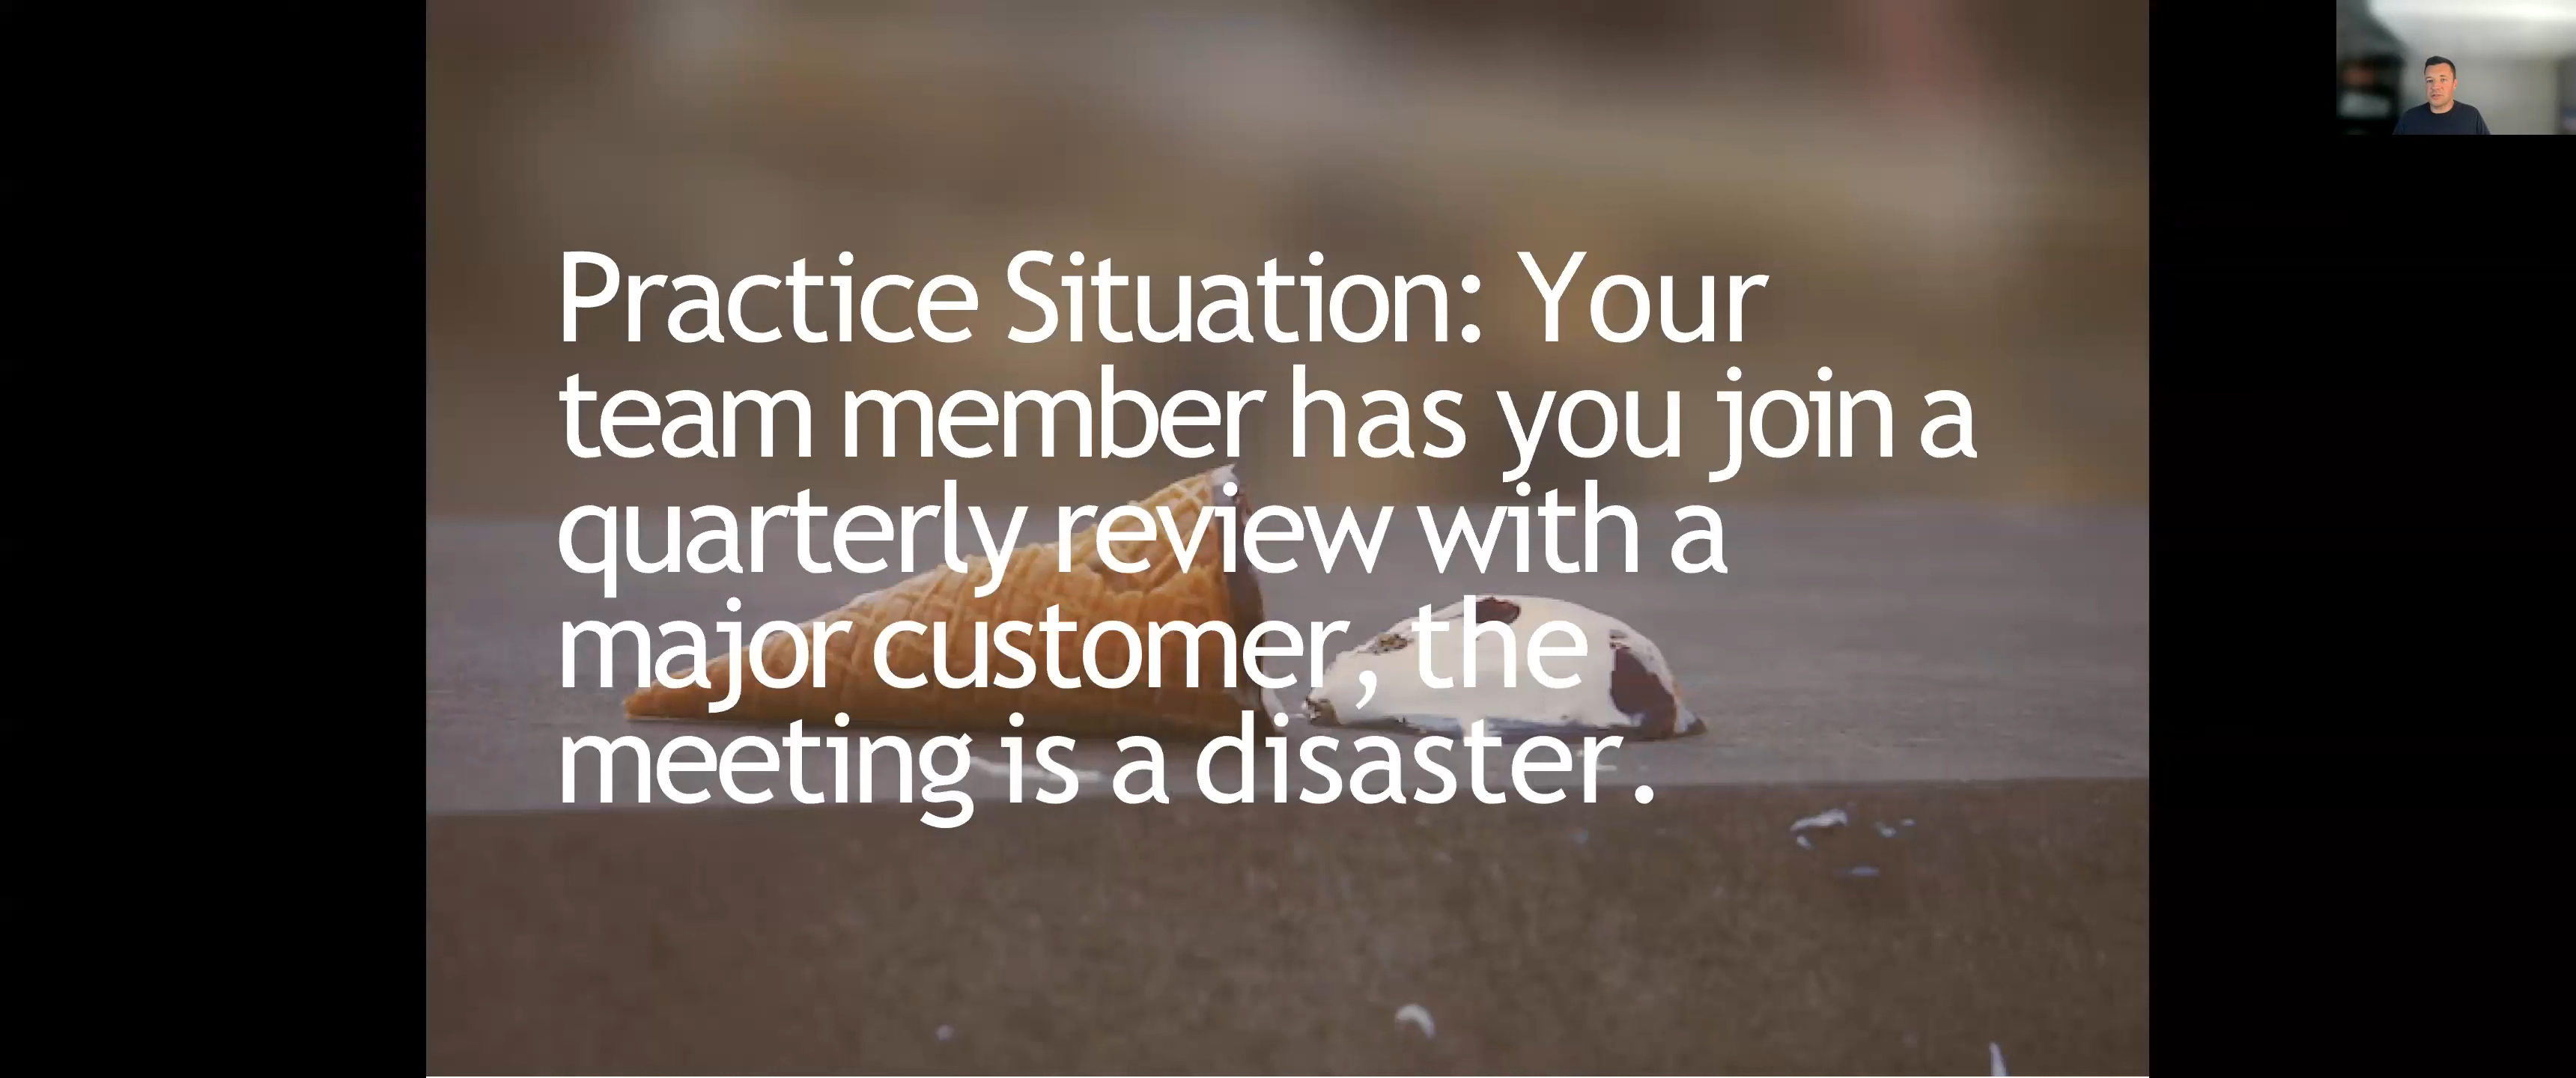 Practice Situation: Your
team member has you join a
quarterly review with a
major customer, the
meeting is a disaster.